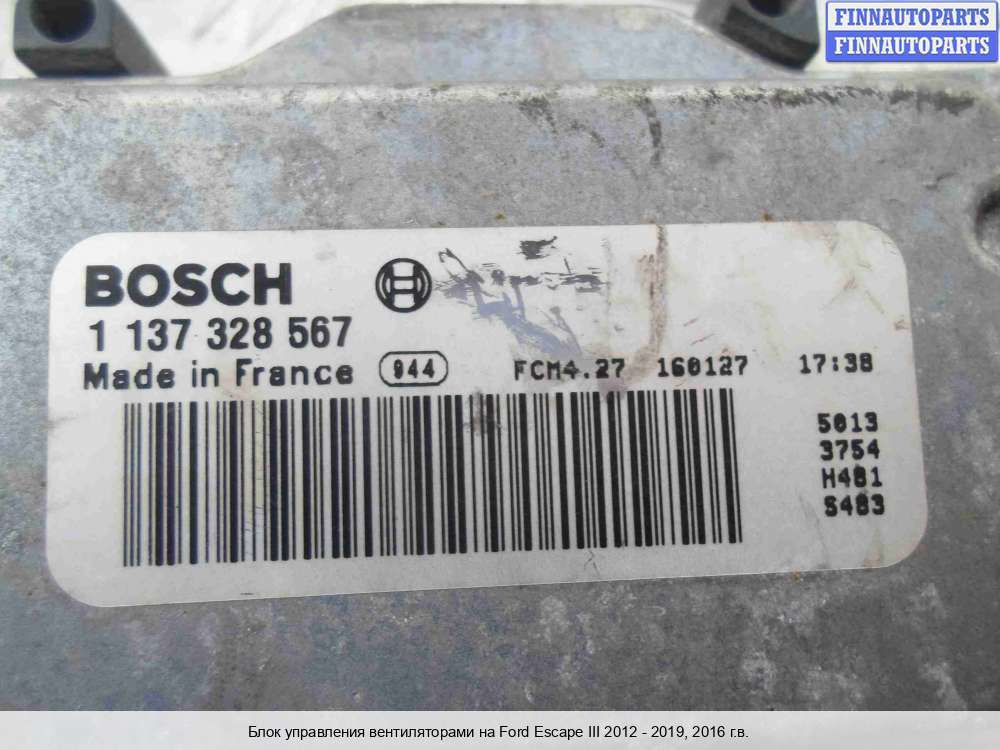 FINNAUTOPARTS
FINNAUTOPARTS
BOSCH
1 137 328 567
Made in France 944 FCM4.27 160127 17:38
5013
3754
H481
S483
Блок управления вентиляторами на Ford Escape III 2012 - 2019, 2016 г.в.